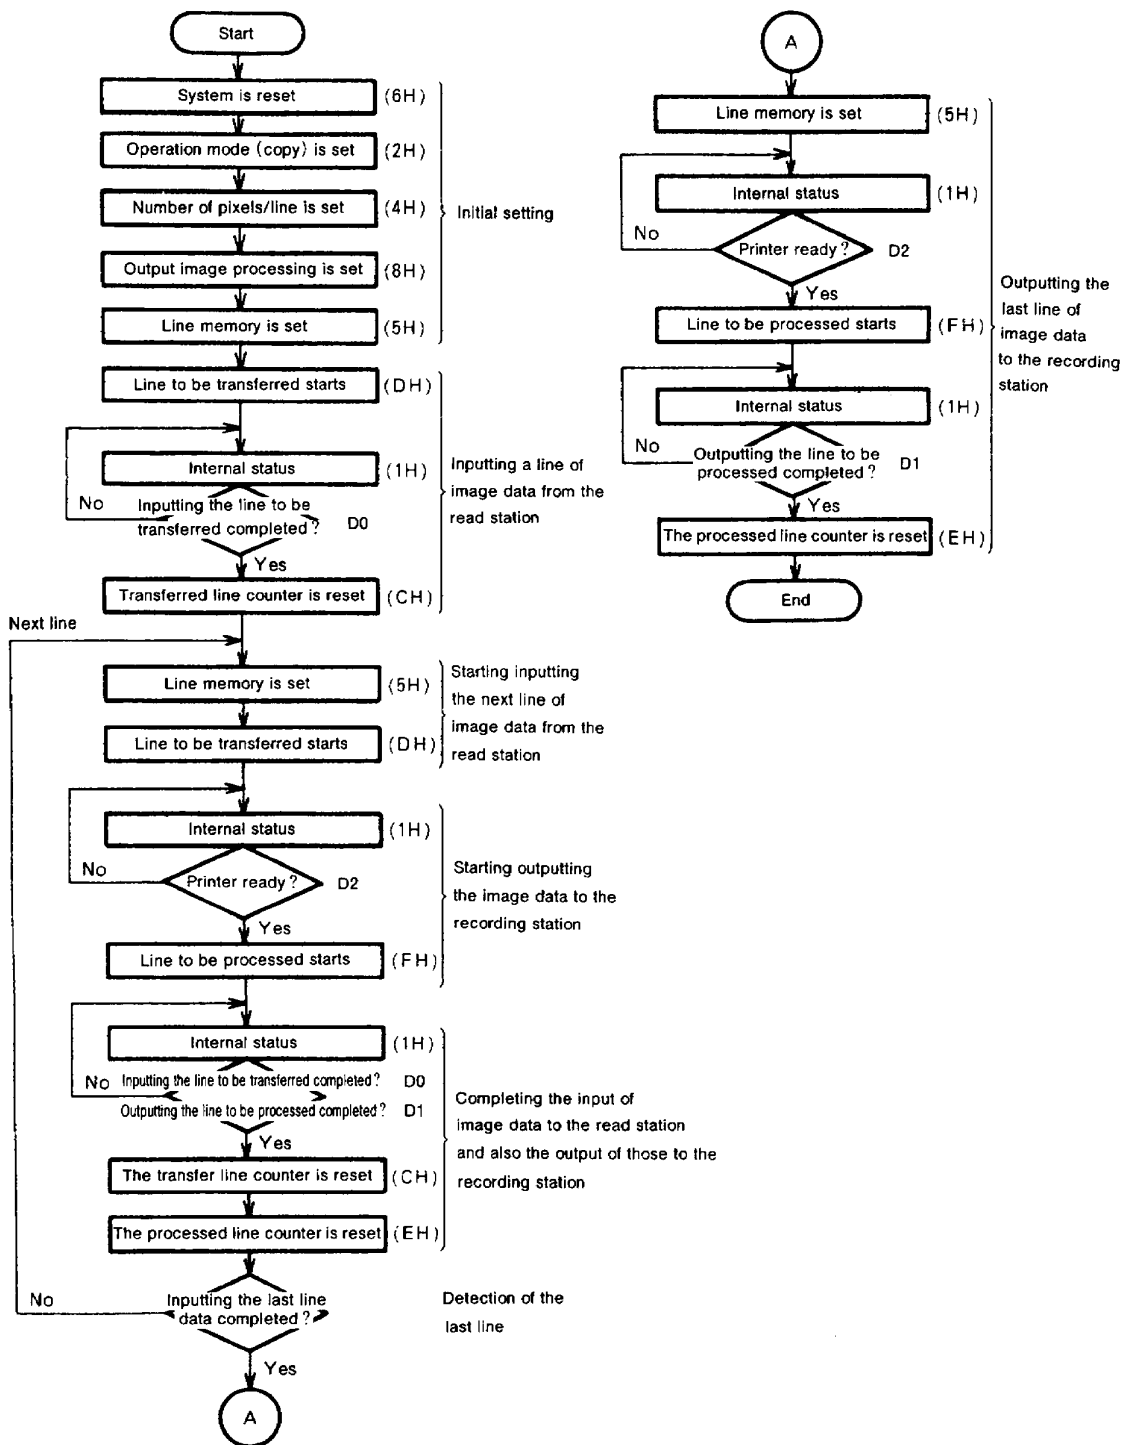 Start
System is reset (6H)
Operation mode (copy) is set (2H)
Number of pixels/line is set (4H)
Initial setting
Output image processing is set (8H)
Line memory is set (5H)
Line to be transferred starts (DH)
Internal status (1H)
Inputting a line of
image data from the
read station
No
Inputting the line to be
transferred completed? D0
Yes
Transferred line counter is reset (CH)
Next line
Line memory is set (5H)
Line to be transferred starts (DH)
Starting inputting
the next line of
image data from the
read station
Internal status (1H)
No
Printer ready? D2
Yes
Line to be processed starts (FH)
Starting outputting
the image data to the
recording station
Internal status (1H)
No
Inputting the line to be transferred completed? D0
Outputting the line to be processed completed? D1
Yes
The transfer line counter is reset (CH)
The processed line counter is reset (EH)
Completing the input of
image data to the read station
and also the output of those to the
recording station
No
Inputting the last line
data completed?
Detection of the
last line
Yes
A
A
Line memory is set (5H)
Internal status (1H)
No
Printer ready? D2
Yes
Line to be processed starts (FH)
Internal status (1H)
No
Outputting the line to be
processed completed? D1
Yes
The processed line counter is reset (EH)
Outputting the
last line of
image data
to the recording
station
End